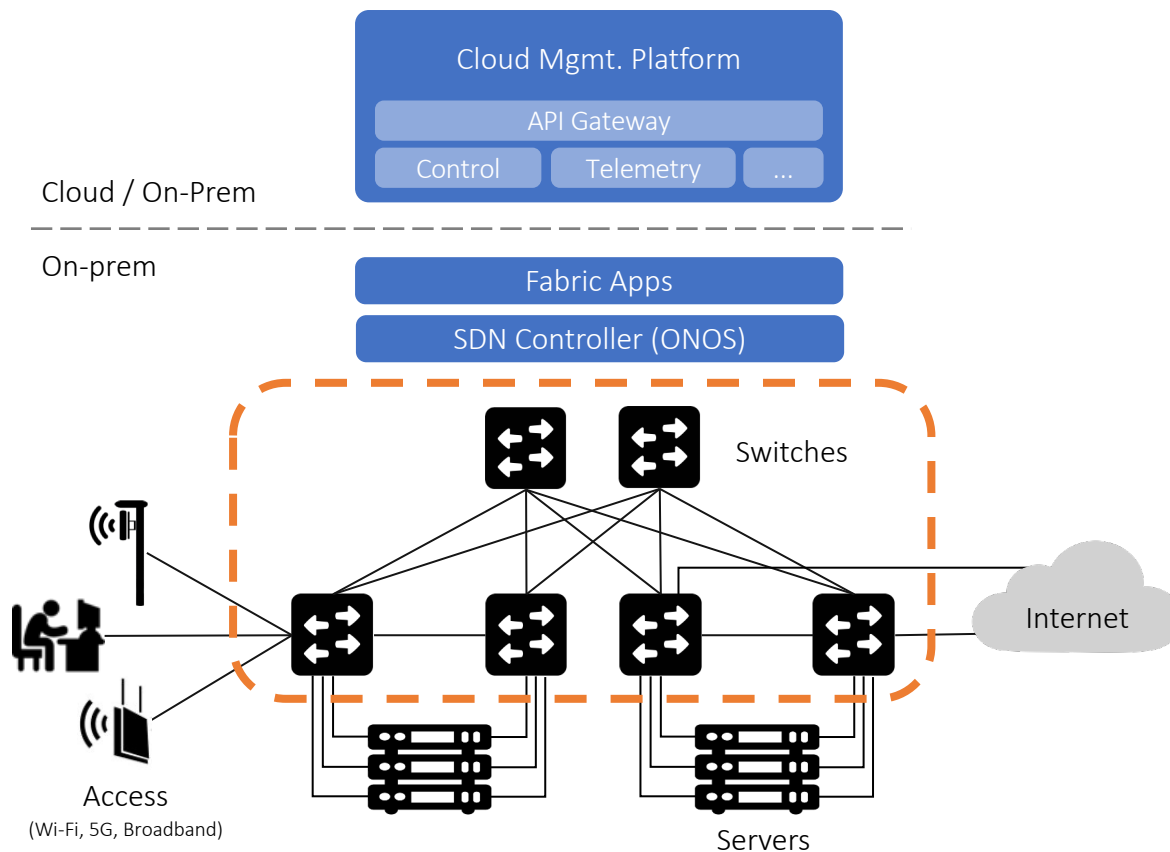 Cloud Mgmt. Platform
API Gateway
Control
Telemetry
...
Cloud / On-Prem
On-prem
Fabric Apps
SDN Controller (ONOS)
Switches
Internet
Access
(Wi-Fi, 5G, Broadband)
Servers